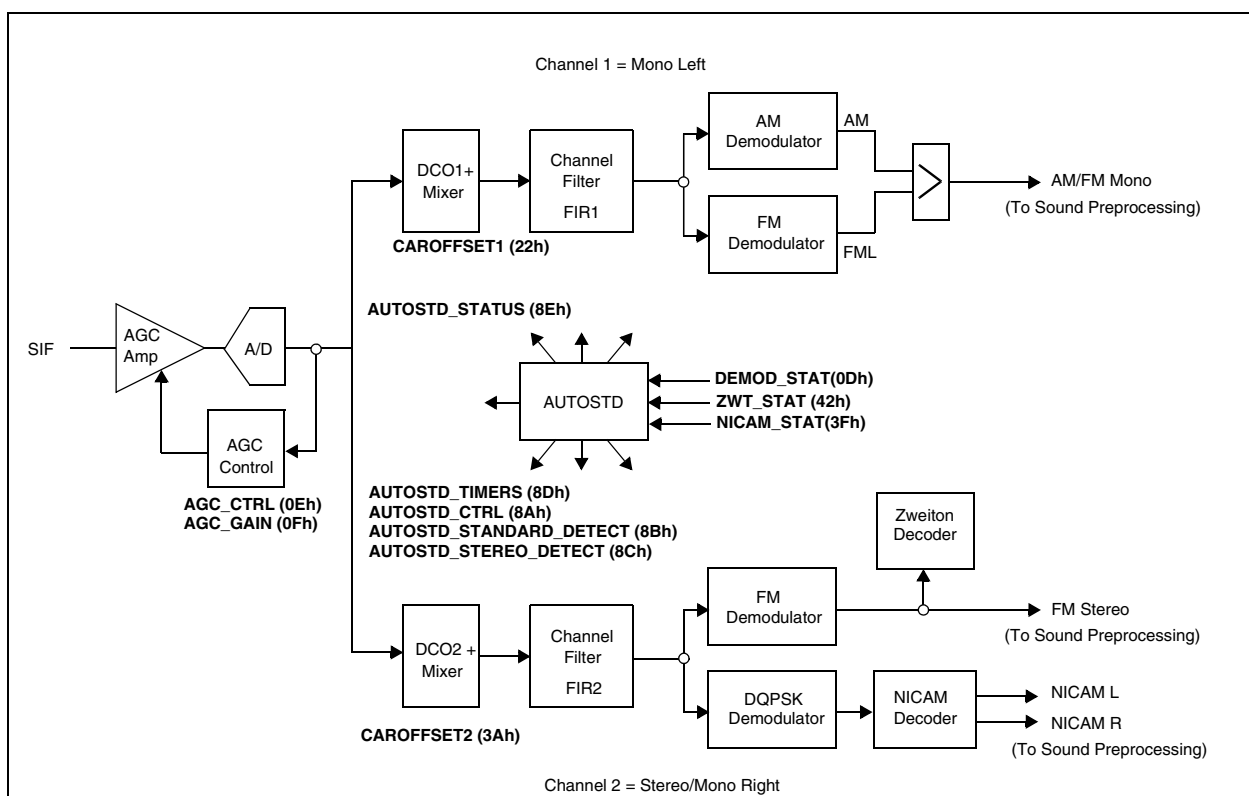 Channel 1 = Mono Left
AM
Demodulator
AM
DCO1+
Mixer
Channel
Filter
FIR1
AM/FM Mono
(To Sound Preprocessing)
FM
Demodulator
FML
CAROFFSET1 (22h)
AUTOSTD_STATUS (8Eh)
SIF
AGC
Amp
A/D
AUTOSTD
DEMOD_STAT(0Dh)
ZWT_STAT (42h)
NICAM_STAT(3Fh)
AGC
Control
AGC_CTRL (0Eh)
AGC_GAIN (0Fh)
AUTOSTD_TIMERS (8Dh)
AUTOSTD_CTRL (8Ah)
AUTOSTD_STANDARD_DETECT (8Bh)
AUTOSTD_STEREO_DETECT (8Ch)
Zweiton
Decoder
FM
Demodulator
FM Stereo
(To Sound Preprocessing)
DCO2 +
Mixer
Channel
Filter
FIR2
DQPSK
Demodulator
NICAM
Decoder
NICAM L
NICAM R
(To Sound Preprocessing)
CAROFFSET2 (3Ah)
Channel 2 = Stereo/Mono Right